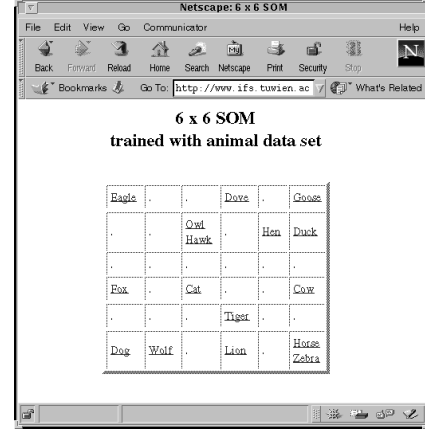 Netscape: 6 x 6 SOM
File Edit View Go Communicator Help
Back Forward Reload Home Search Netscape Print Security Stop
Bookmarks Go To: http://www.ifs.tuwien.ac What's Related
6 x 6 SOM
trained with animal data set
Eagle . . Dove . Goose
. . Owl . Hen Duck
Hawk
. . . . . .
Fox . Cat . . Cow
. . . Tiger . .
Dog Wolf . Lion . Horse
Zebra